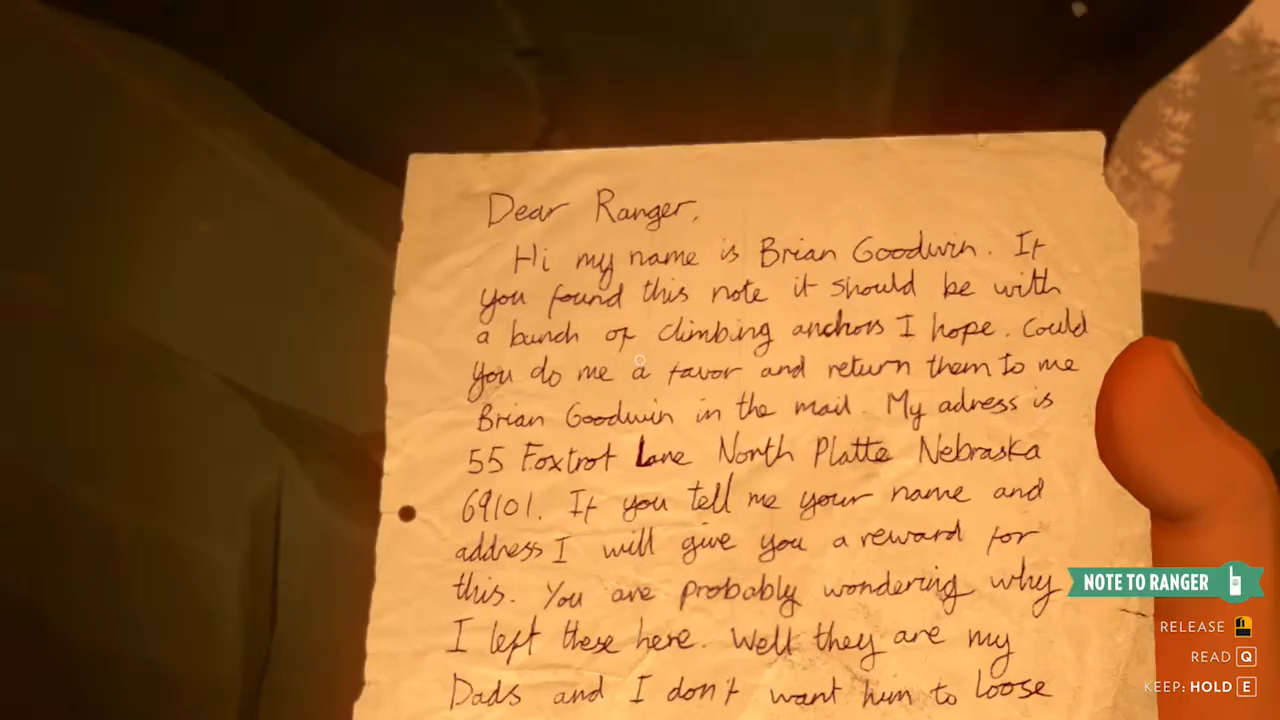 Dear Ranger,
Hi my name is Brian Goodwin. If
you found this note it should be with
a bunch of climbing anchors I hope. Could
you do me a favor and return them to me
Brian Goodwin in the mail. My adress is
55 Foxtrot Lane North Platte Nebraska
69101. If you tell me your name and
address I will give you a reward for
this. You are probably wondering why
I left these here. Well they are my
Dads and I don't want him to loose
NOTE TO RANGER
RELEASE
READ Q
KEEP: HOLD E